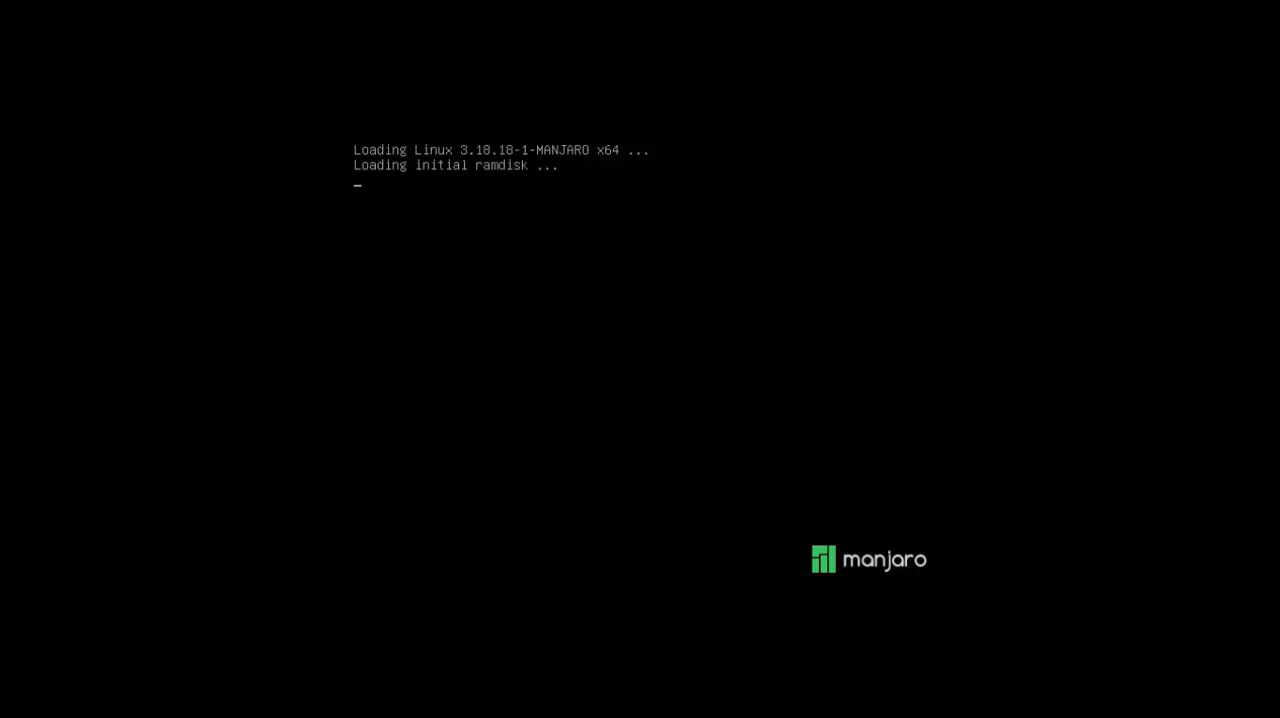 Loading Linux 3.18.18-1-MANJARO x64 ...
Loading initial ramdisk ...
manjaro